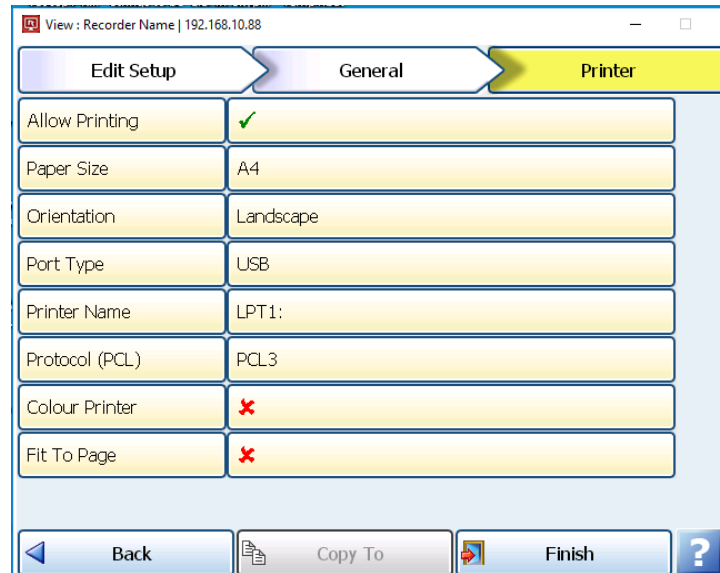 View : Recorder Name | 192.168.10.88
Edit Setup General Printer
Allow Printing
Paper Size A4
Orientation Landscape
Port Type USB
Printer Name LPT1:
Protocol (PCL) PCL3
Colour Printer
Fit To Page
Back Copy To Finish ?